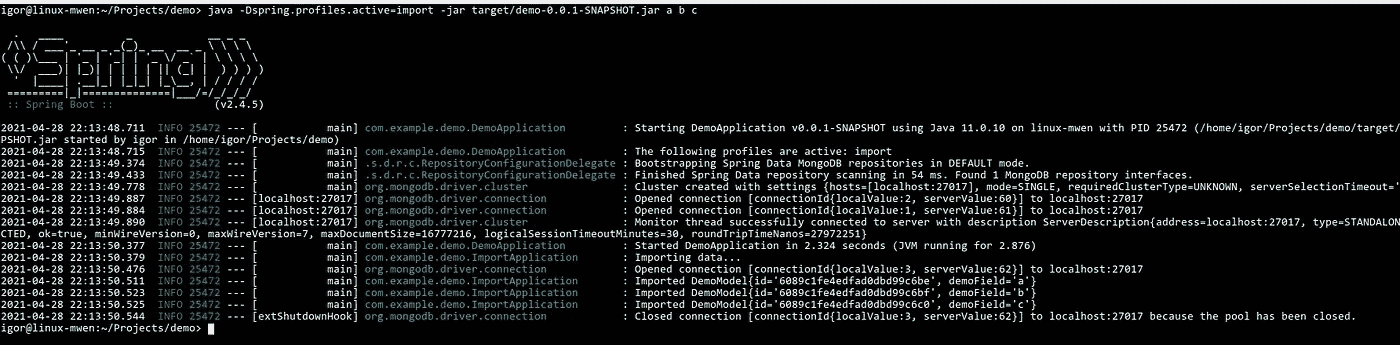 igor@linux-mwen:~/Projects/demo> java -Dspring.profiles.active=import -jar target/demo-0.0.1-SNAPSHOT.jar a b c
Spring
:: Spring Boot ::                (v2.4.5)
2021-04-28 22:13:48.711  INFO 25472 --- [           main] com.example.demo.DemoApplication         : Starting DemoApplication v0.0.1-SNAPSHOT using Java 11.0.10 on linux-mwen with PID 25472 (/home/igor/Projects/demo/target/
PSHOT.jar started by igor in /home/igor/Projects/demo)
2021-04-28 22:13:48.715  INFO 25472 --- [           main] com.example.demo.DemoApplication         : The following profiles are active: import
2021-04-28 22:13:49.374  INFO 25472 --- [           main] .s.d.r.c.RepositoryConfigurationDelegate : Bootstrapping Spring Data MongoDB repositories in DEFAULT mode.
2021-04-28 22:13:49.433  INFO 25472 --- [           main] .s.d.r.c.RepositoryConfigurationDelegate : Finished Spring Data repository scanning in 54 ms. Found 1 MongoDB repository interfaces.
2021-04-28 22:13:49.778  INFO 25472 --- [           main] org.mongodb.driver.cluster               : Cluster created with settings {hosts=[localhost:27017], mode=SINGLE, requiredClusterType=UNKNOWN, serverSelectionTimeout='
2021-04-28 22:13:49.887  INFO 25472 --- [localhost:27017] org.mongodb.driver.connection            : Opened connection [connectionId{localValue:2, serverValue:60}] to localhost:27017
2021-04-28 22:13:49.884  INFO 25472 --- [localhost:27017] org.mongodb.driver.connection            : Opened connection [connectionId{localValue:1, serverValue:61}] to localhost:27017
2021-04-28 22:13:49.890  INFO 25472 --- [localhost:27017] org.mongodb.driver.cluster               : Monitor thread successfully connected to server with description ServerDescription{address=localhost:27017, type=STANDALON
CTED, ok=true, minWireVersion=0, maxWireVersion=7, maxDocumentSize=16777216, logicalSessionTimeoutMinutes=30, roundTripTimeNanos=27972251}
2021-04-28 22:13:50.377  INFO 25472 --- [           main] com.example.demo.DemoApplication         : Started DemoApplication in 2.324 seconds (JVM running for 2.876)
2021-04-28 22:13:50.379  INFO 25472 --- [           main] com.example.demo.ImportApplication       : Importing data...
2021-04-28 22:13:50.476  INFO 25472 --- [           main] org.mongodb.driver.connection            : Opened connection [connectionId{localValue:3, serverValue:62}] to localhost:27017
2021-04-28 22:13:50.511  INFO 25472 --- [           main] com.example.demo.ImportApplication       : Imported DemoModel{id='6089c1fe4edfad0dbd99c6be', demoField='a'}
2021-04-28 22:13:50.523  INFO 25472 --- [           main] com.example.demo.ImportApplication       : Imported DemoModel{id='6089c1fe4edfad0dbd99c6bf', demoField='b'}
2021-04-28 22:13:50.525  INFO 25472 --- [           main] com.example.demo.ImportApplication       : Imported DemoModel{id='6089c1fe4edfad0dbd99c6c0', demoField='c'}
2021-04-28 22:13:50.544  INFO 25472 --- [extShutdownHook] org.mongodb.driver.connection            : Closed connection [connectionId{localValue:3, serverValue:62}] to localhost:27017 because the pool has been closed.
igor@linux-mwen:~/Projects/demo>